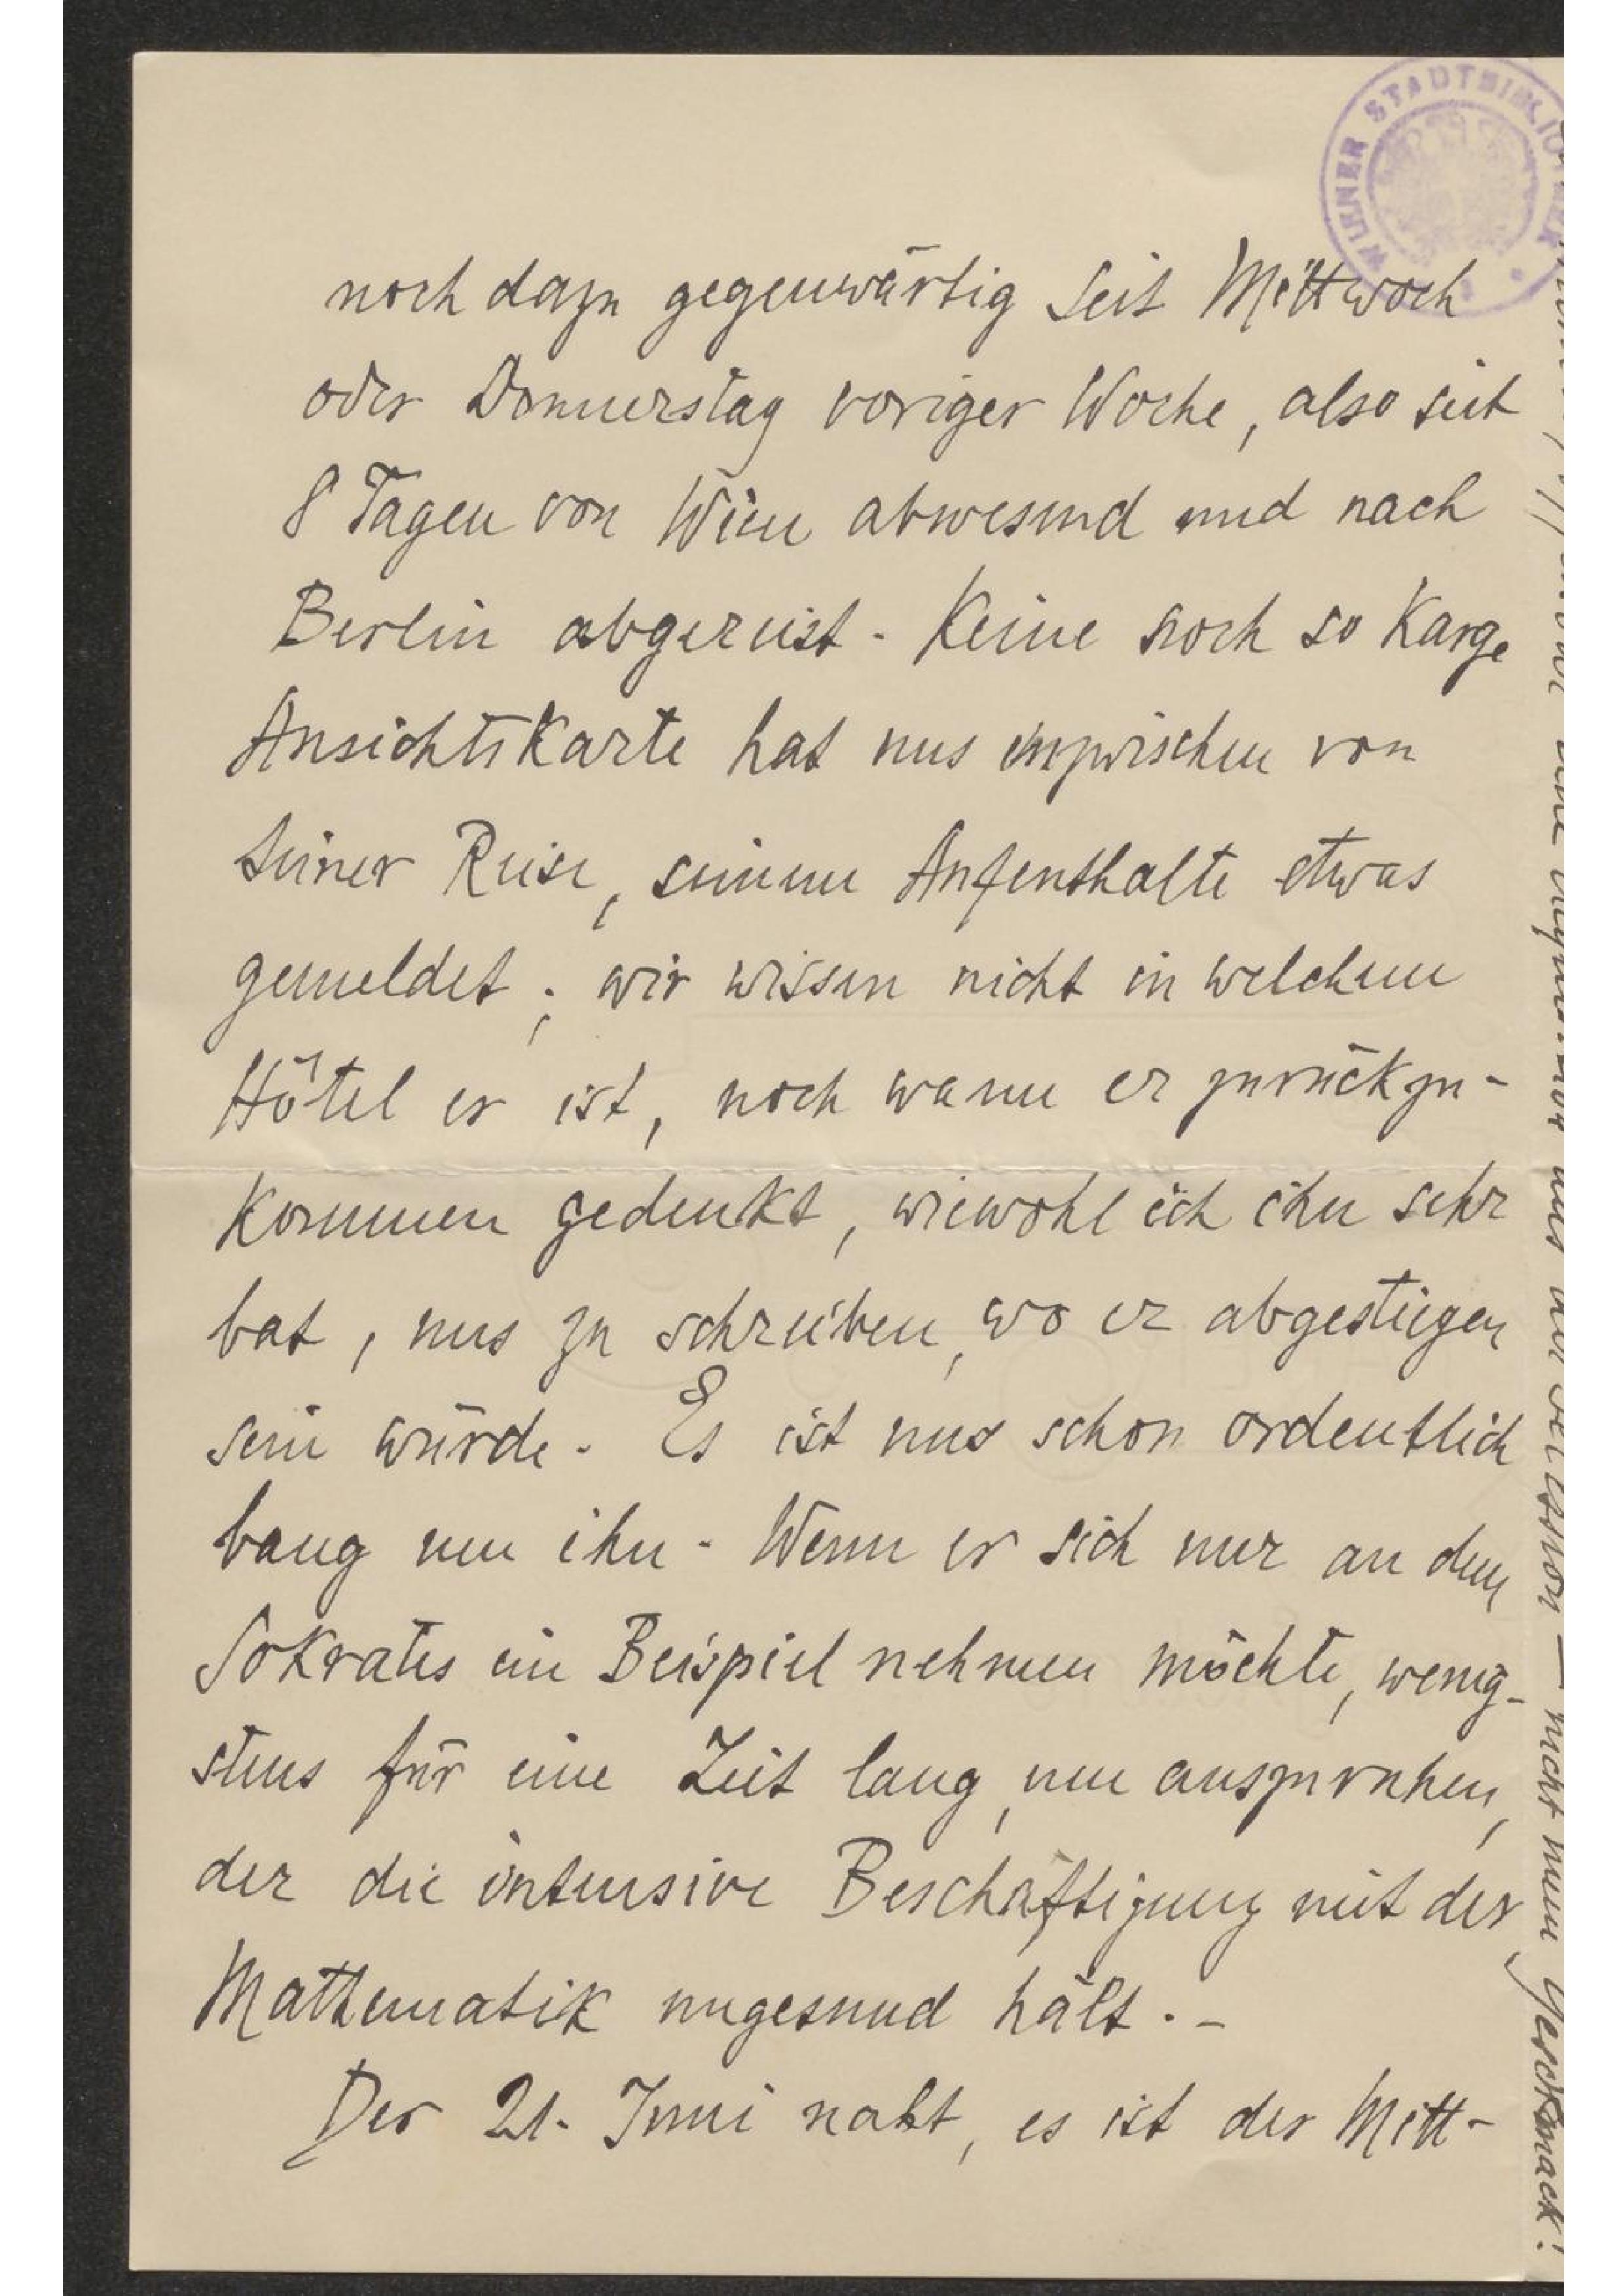 WIENER STADTBIBLIOTHEK
noch dazu gegenwärtig seit Mittwoch
oder Donnerstag voriger Woche, also seit
8 Tagen von Wien abwesend und nach
Berlin abgereist. Keine noch so karge
Ansichtskarte hat uns inzwischen von
seiner Reise, seinem Aufenthalte etwas
gemeldet; wir wissen nicht in welchem
Hôtel er ist, noch wann er zurückzu-
kommen gedenkt, wiewohl ich ihn sehr
bat, uns zu schreiben, wo er abgestiegen
sein würde. Es ist uns schon ordentlich
bang um ihn. Wenn er sich nur an dem
Sokrates ein Beispiel nehmen möchte, wenig-
stens für eine Zeit lang, um auszuruhen,
der die intensive Beschäftigung mit der
Mathematik ungesund hält. -
Der 21. Juni naht, es ist der Mitt-
— nicht mein Geschmack!